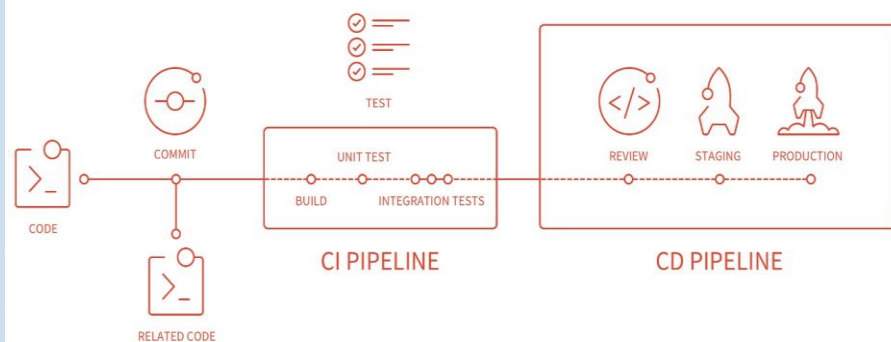 TEST
COMMIT
CODE
RELATED CODE
UNIT TEST
BUILD
INTEGRATION TESTS
CI PIPELINE
REVIEW
STAGING
PRODUCTION
CD PIPELINE